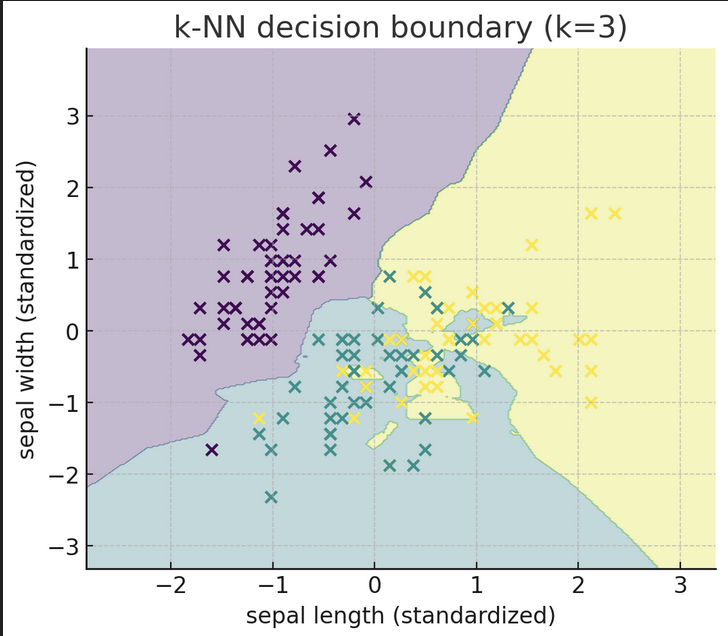 k-NN decision boundary (k=3)
sepal width (standardized)
3
2
1
0
−1
−2
−3
−2 −1 0 1 2 3
sepal length (standardized)